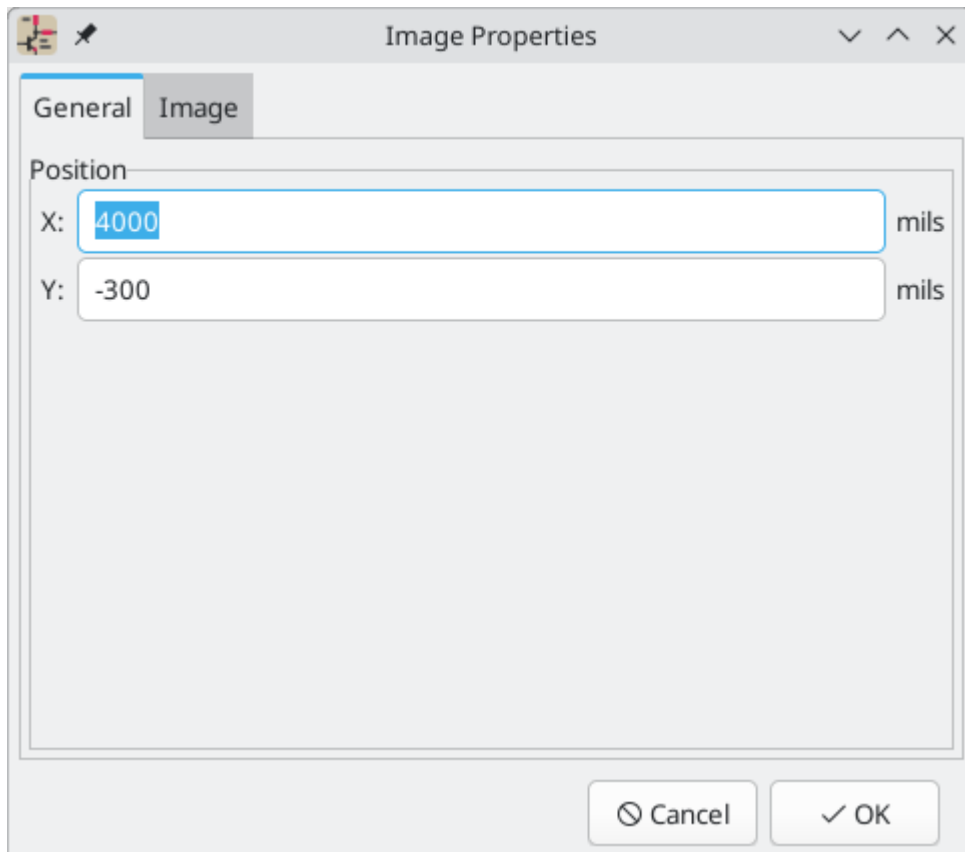 Image Properties
General Image
Position
X: 4000 mils
Y: -300 mils
Cancel OK